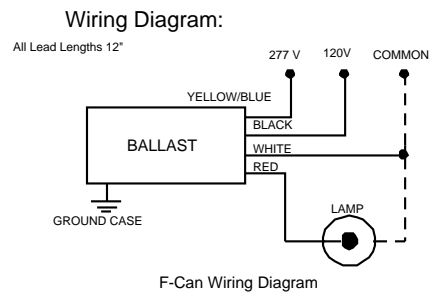 Wiring Diagram:
All Lead Lengths 12"
277 V
120V
COMMON
YELLOW/BLUE
BLACK
BALLAST
WHITE
RED
GROUND CASE
LAMP
F-Can Wiring Diagram